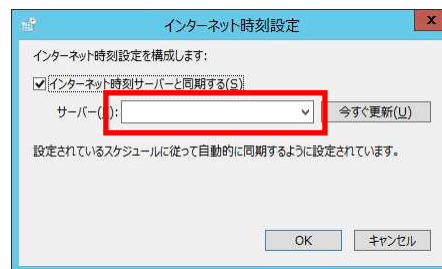 インターネット時刻設定
x
インターネット時刻設定を構成します:
インターネット時刻サーバーと同期する(S)
サーバー( ): 今すぐ更新(U)
設定されているスケジュールに従って自動的に同期するように設定されています。
OK キャンセル